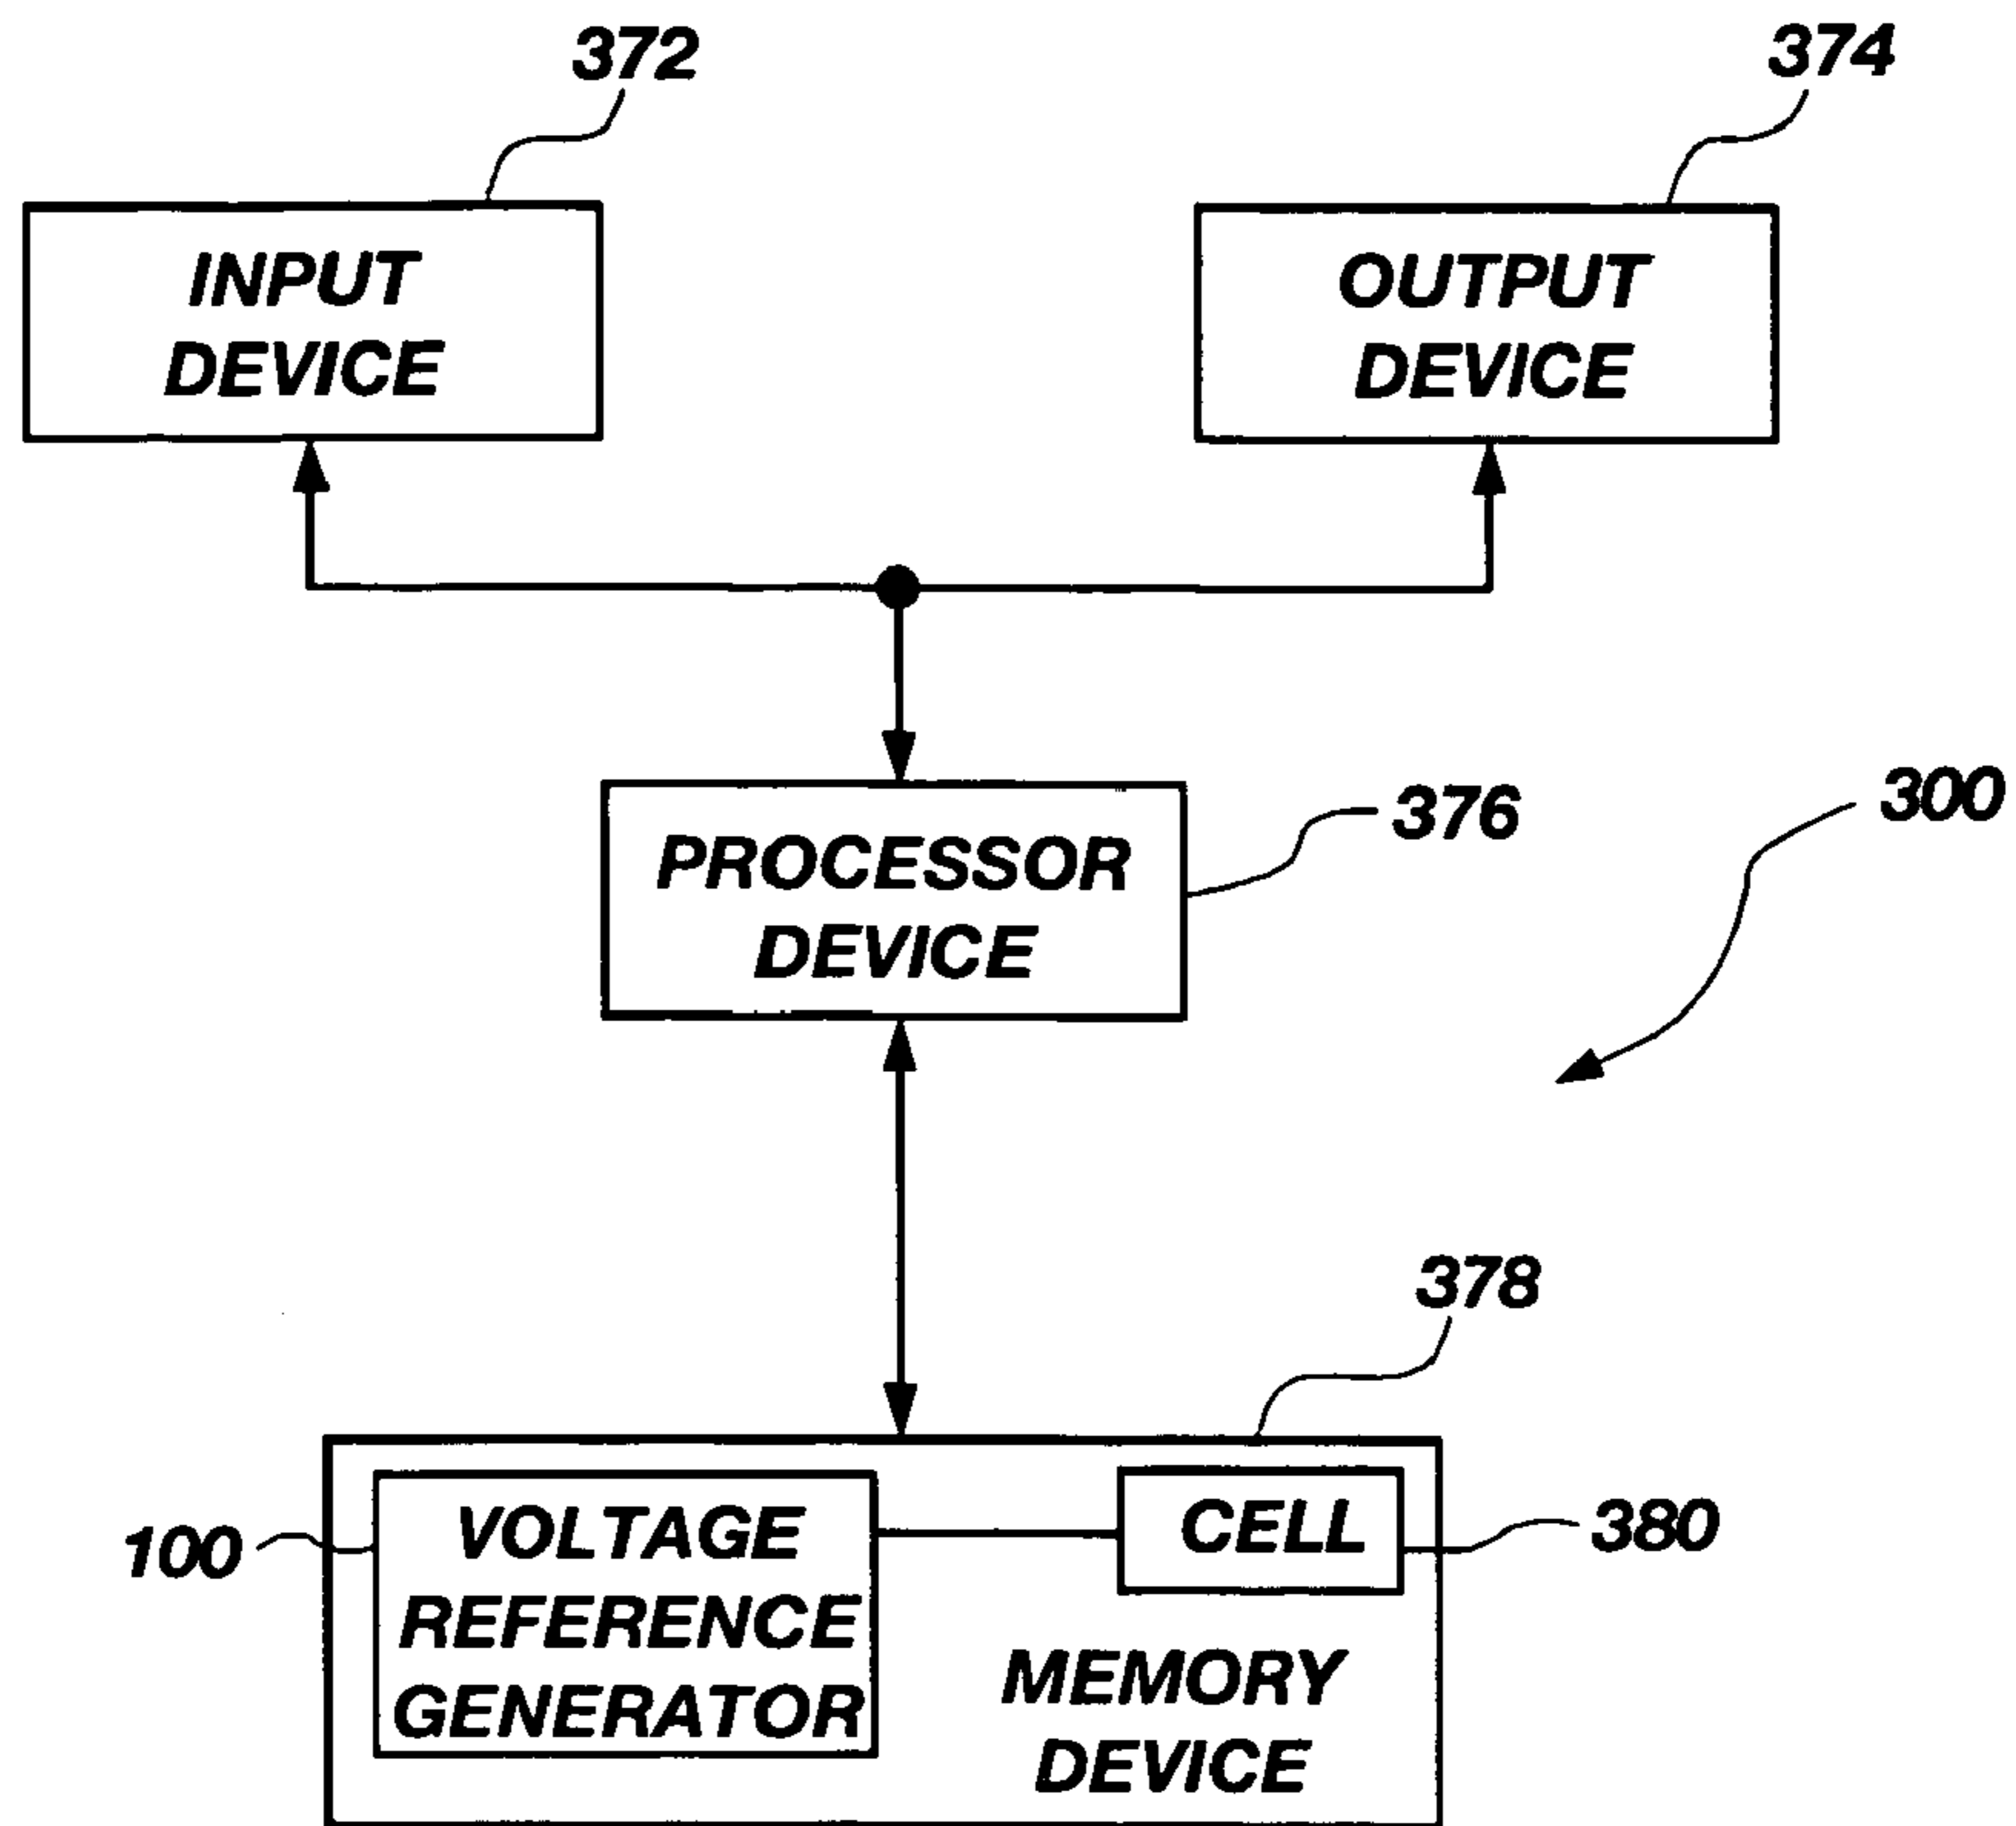 372
374
INPUT
DEVICE
OUTPUT
DEVICE
PROCESSOR
DEVICE
376
300
378
100
VOLTAGE
REFERENCE
GENERATOR
CELL
380
MEMORY
DEVICE